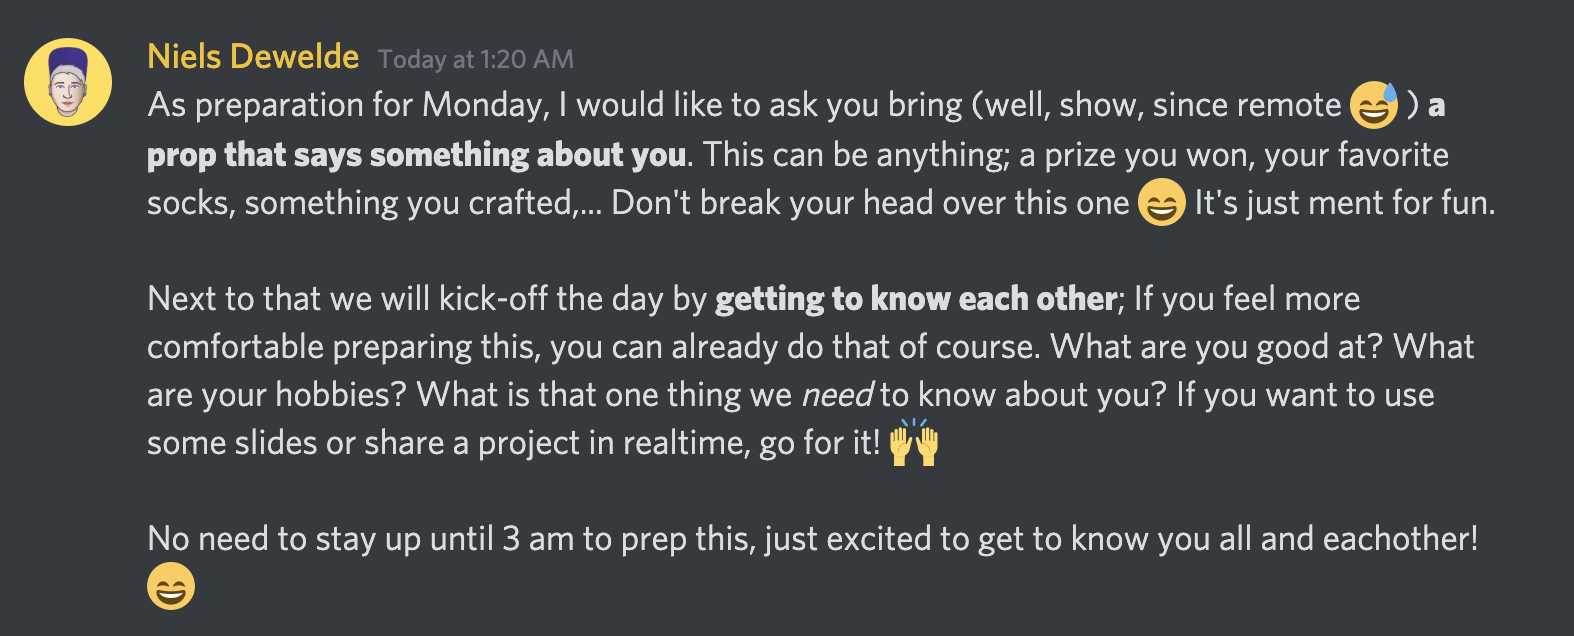 Niels Dewelde Today at 1:20 AM
As preparation for Monday, I would like to ask you bring (well, show, since remote 😅 ) a
prop that says something about you. This can be anything; a prize you won, your favorite
socks, something you crafted,... Don't break your head over this one 😄 It's just ment for fun.
Next to that we will kick-off the day by getting to know each other; If you feel more
comfortable preparing this, you can already do that of course. What are you good at? What
are your hobbies? What is that one thing we need to know about you? If you want to use
some slides or share a project in realtime, go for it! 🙌
No need to stay up until 3 am to prep this, just excited to get to know you all and eachother!
😄